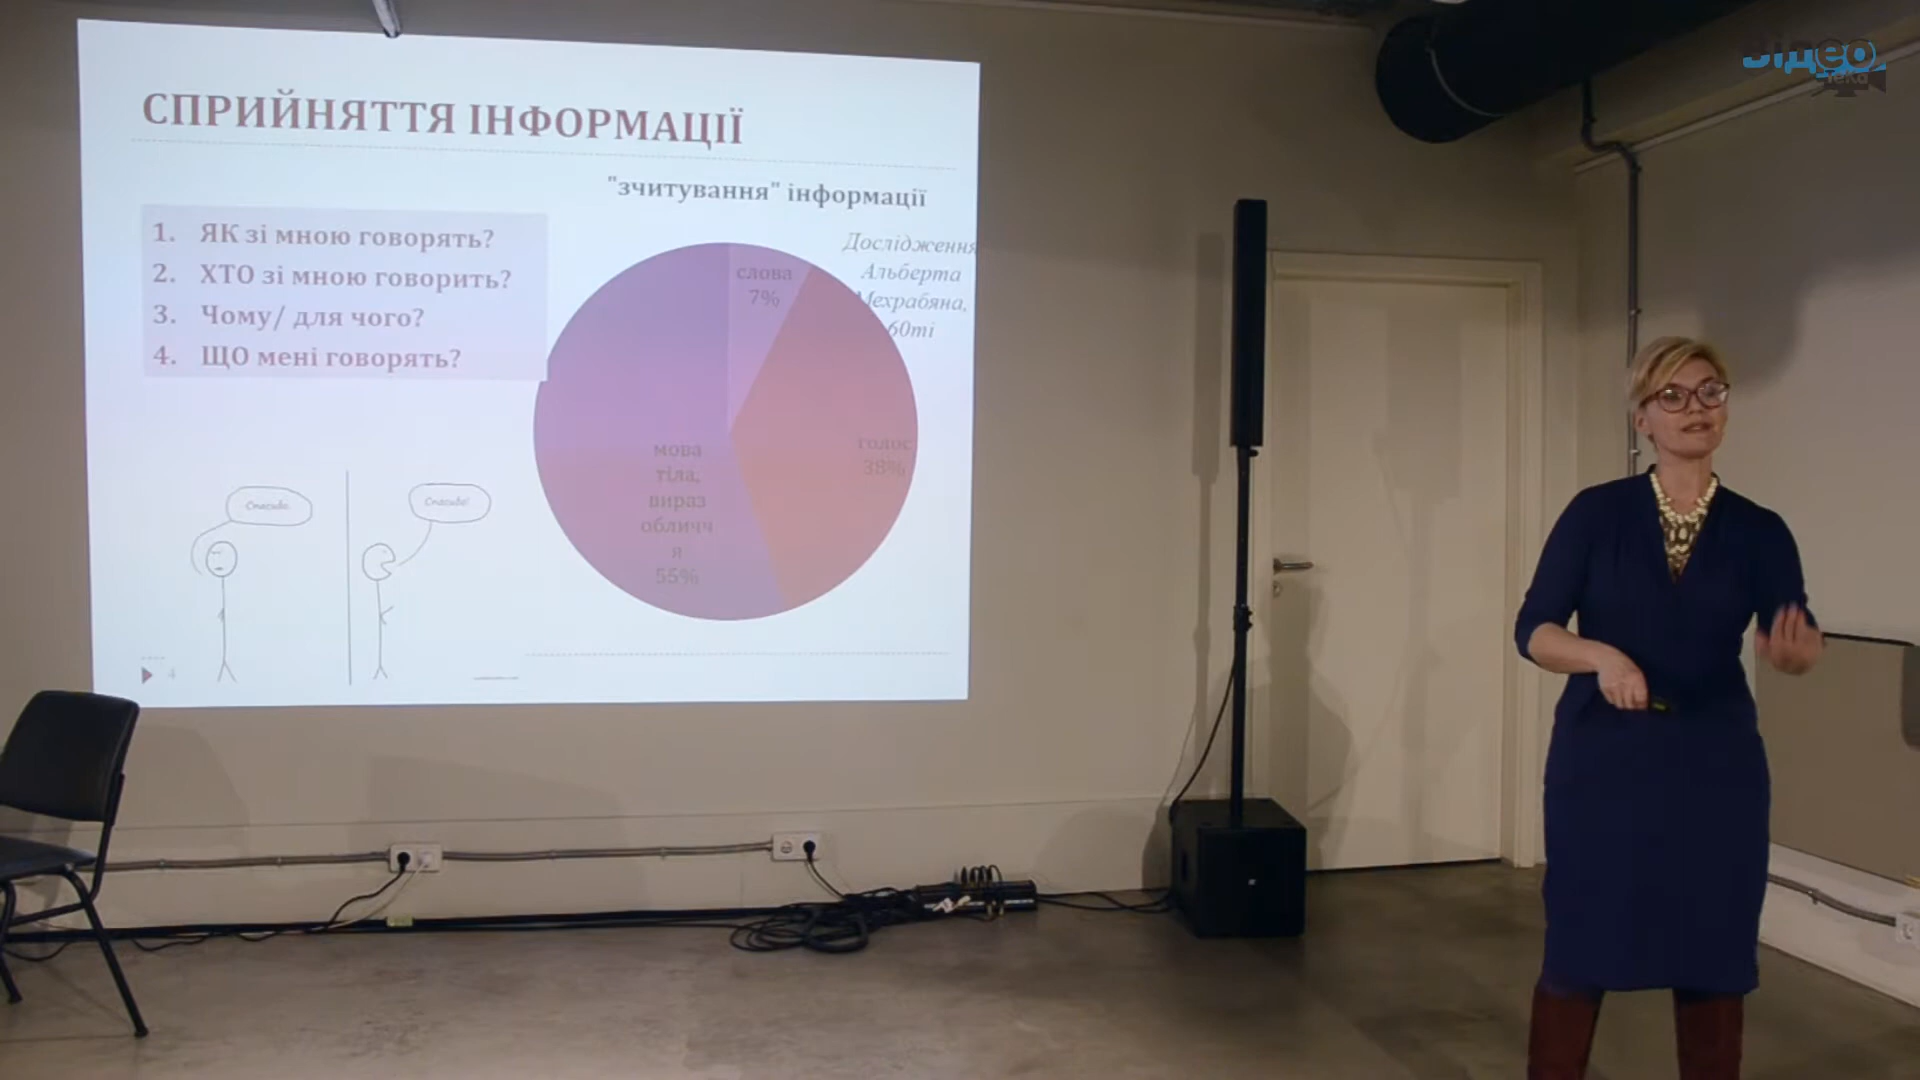 СПРИЙНЯТТЯ ІНФОРМАЦІЇ
"зчитування" інформації
1. ЯК зі мною говорять?
2. ХТО зі мною говорить?
3. Чому/ для чого?
4. ЩО мені говорять?
Дослідження
Альберта
Мехрабяна,
60ті
слова
7%
голос
38%
мова
тіла,
вираз
обличч
я
55%
Спасибо.
Спасибо!
4
відео
тека